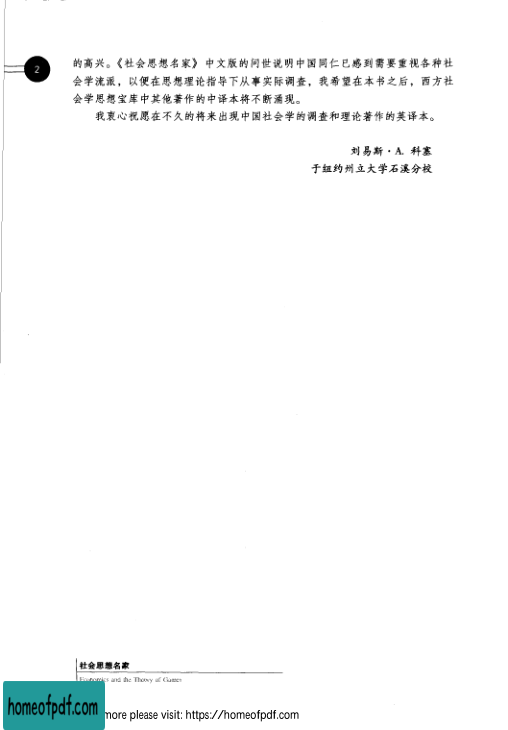 2
的高兴。《社会思想名家》中文版的问世说明中国同仁已感到需要重视各种社
会学流派，以便在思想理论指导下从事实际调查，我希望在本书之后，西方社
会学思想宝库中其他著作的中译本将不断涌现。
我衷心祝愿在不久的将来出现中国社会学的调查和理论著作的英译本。
刘易斯·A. 科塞
于纽约州立大学石溪分校
社会思想名家
Economics and the Theory of Games
homeofpdf.com
more please visit: https://homeofpdf.com